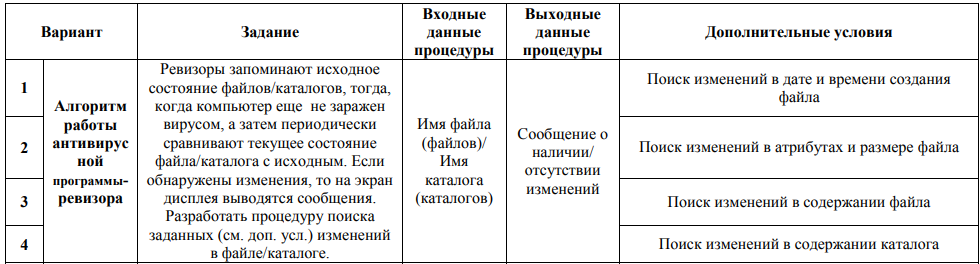 Вариант
Задание
Входные
данные
процедуры
Выходные
данные
процедуры
Дополнительные условия
1
2
3
4
Алгоритм
работы
антивирус
ной
программы-
ревизора
Ревизоры запоминают исходное
состояние файлов/каталогов, тогда,
когда компьютер еще не заражен
вирусом, а затем периодически
сравнивают текущее состояние
файла/каталога с исходным. Если
обнаружены изменения, то на экран
дисплея выводятся сообщения.
Разработать процедуру поиска
заданных (см. доп. усл.) изменений
в файле/каталоге.
Имя файла
(файлов)/
Имя
каталога
(каталогов)
Сообщение о
наличии/
отсутствии
изменений
Поиск изменений в дате и времени создания
файла
Поиск изменений в атрибутах и размере файла
Поиск изменений в содержании файла
Поиск изменений в содержании каталога